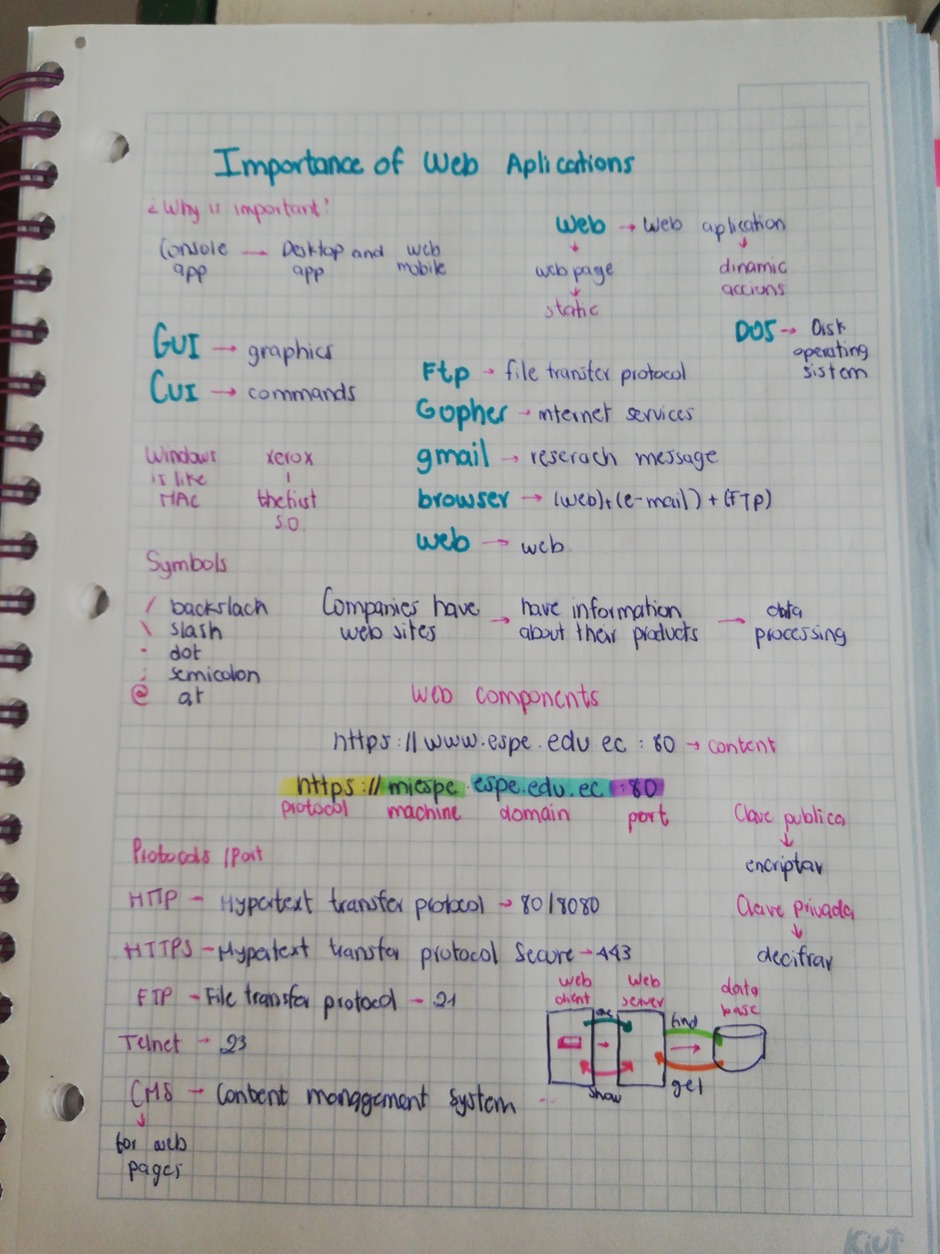 Importance of Web Aplications
¿Why is important?
Console app → Desktop app and web mobile
Web → Web aplication
web page
static
dinamic
accions
DOS → Disk
operating
sistem
GUI → graphics
CUI → commands
Ftp → file transfer protocol
Gopher → internet services
gmail → reserach message
browser → (web)+(e-mail)+(FTP)
web → web.
Windows
is like
MAC
xerox
the fist
S.O.
Symbols
/ backslach
\ slash
. dot
; semicolon
@ at
Companies have
web sites
→ have information
about their products
→ data
processing
Web components
https://www.espe.edu.ec:80 → content
https://miespe.espe.edu.ec:80
protocol machine domain port
Clave publica
encriptar
Clave privada
decifrar
Protocols /Port
HTTP - Hypertext transfer protocol → 80/8080
HTTPS - Hypertext transfer protocol Secure - 443
FTP - File transfer protocol - 21
Telnet - 23
CMS → Content management system
for web
pages
web
client
web
server
data
base
find
show
get